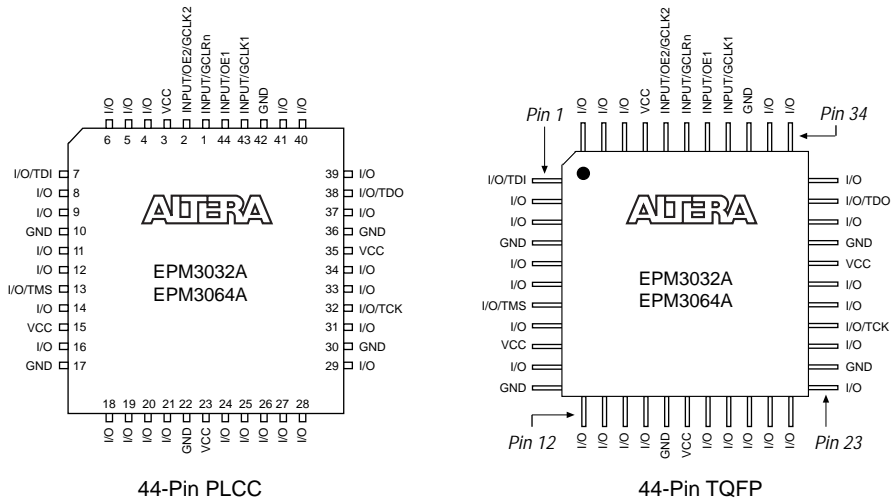 I/O
I/O
I/O
VCC
INPUT/OE2/GCLK2
INPUT/GCLRn
INPUT/OE1
INPUT/GCLK1
GND
I/O
I/O
6 5 4 3 2 1 44 43 42 41 40
I/O/TDI 7
I/O 8
I/O 9
GND 10
I/O 11
I/O 12
I/O/TMS 13
I/O 14
VCC 15
I/O 16
GND 17
ALTERA
EPM3032A
EPM3064A
39 I/O
38 I/O/TDO
37 I/O
36 GND
35 VCC
34 I/O
33 I/O
32 I/O/TCK
31 I/O
30 GND
29 I/O
18 19 20 21 22 23 24 25 26 27 28
I/O
I/O
I/O
I/O
GND
VCC
I/O
I/O
I/O
I/O
I/O
44-Pin PLCC
I/O
I/O
I/O
VCC
INPUT/OE2/GCLK2
INPUT/GCLRn
INPUT/OE1
INPUT/GCLK1
GND
I/O
I/O
Pin 1
Pin 34
I/O/TDI
I/O
I/O
GND
I/O
I/O
I/O/TMS
I/O
VCC
I/O
GND
ALTERA
EPM3032A
EPM3064A
I/O
I/O/TDO
I/O
GND
VCC
I/O
I/O
I/O/TCK
I/O
GND
I/O
Pin 12
Pin 23
I/O
I/O
I/O
I/O
GND
VCC
I/O
I/O
I/O
I/O
I/O
44-Pin TQFP